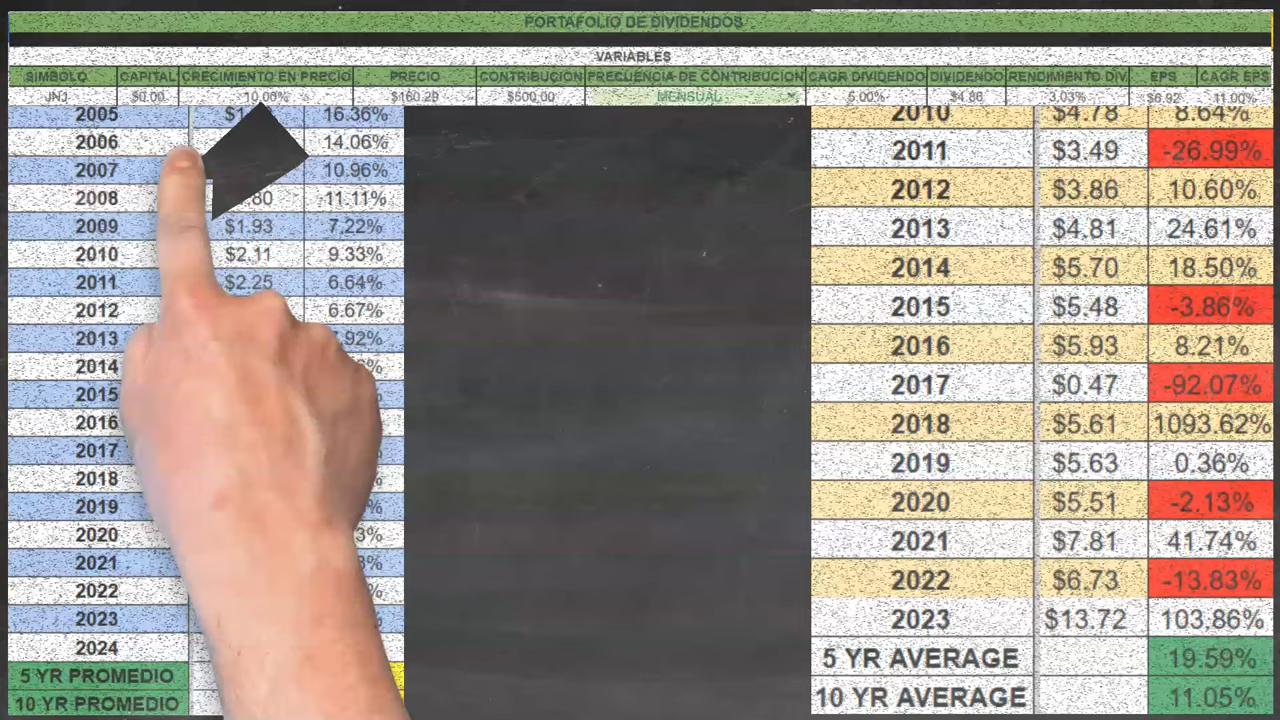 PORTAFOLIO DE DIVIDENDOS
VARIABLES
SIMBOLO CAPITAL CRECIMIENTO EN PRECIO PRECIO CONTRIBUCION FRECUENCIA DE CONTRIBUCION CAGR DIVIDENDO DIVIDENDO RENDIMIENTO DIV. EPS CAGR EPS
JNJ $0.00 10.00% $160.29 $500.00 MENSUAL 5.00% $4.86 3.03% $6.92 11.00%
2005 16.36%
2006 14.06%
2007 10.96%
2008 -11.11%
2009 $1.93 7.22%
2010 $2.11 9.33%
2011 $2.25 6.64%
2012 6.67%
2013
2014
2015
2016
2017
2018
2019
2020
2021
2022
2023
2024
5 YR PROMEDIO
10 YR PROMEDIO
2010 $4.78 8.64%
2011 $3.49 -26.99%
2012 $3.86 10.60%
2013 $4.81 24.61%
2014 $5.70 18.50%
2015 $5.48 -3.86%
2016 $5.93 8.21%
2017 $0.47 -92.07%
2018 $5.61 1093.62%
2019 $5.63 0.36%
2020 $5.51 -2.13%
2021 $7.81 41.74%
2022 $6.73 -13.83%
2023 $13.72 103.86%
5 YR AVERAGE 19.59%
10 YR AVERAGE 11.05%